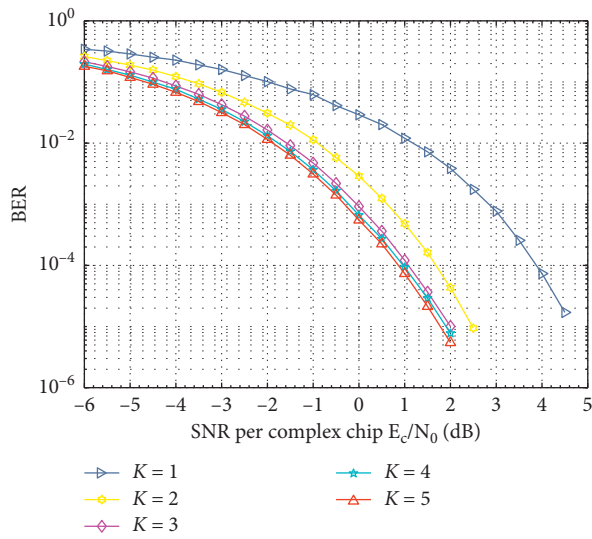 10^0
10^−2
10^−4
10^−6
BER
−6 −5 −4 −3 −2 −1 0 1 2 3 4 5
SNR per complex chip E_c/N_0 (dB)
K = 1
K = 2
K = 3
K = 4
K = 5